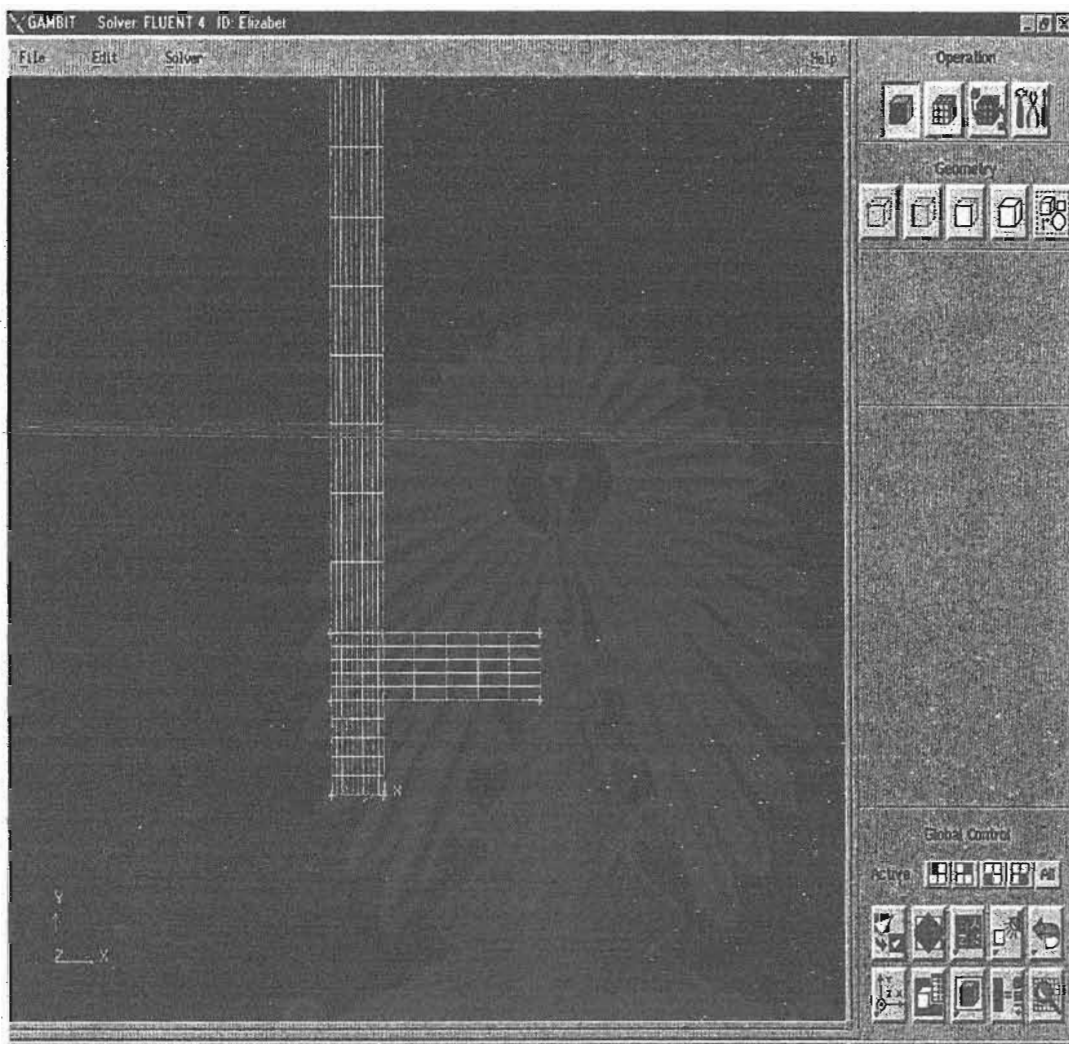 GAMBIT Solver: FLUENT 4 ID: Elizabet
File Edit Solver Help
Operation
Geometry
X
Global Control
Active All
Y
Z X